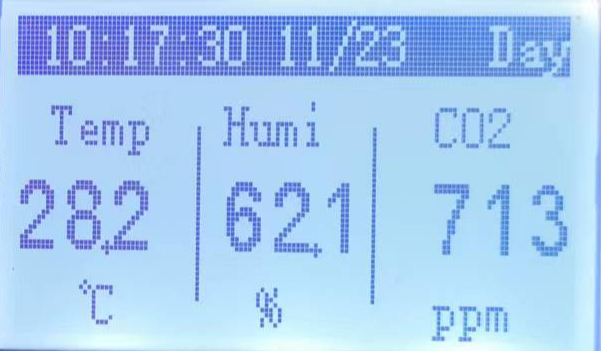 10:17:30 11/23 Day
Temp Humi CO2
28.2 62.1 713
℃ % ppm